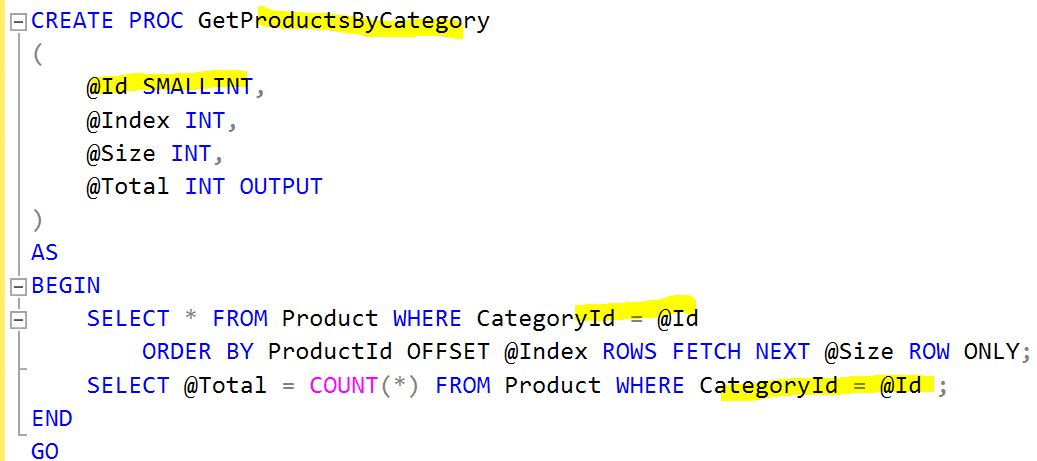 CREATE PROC GetProductsByCategory
(
    @Id SMALLINT,
    @Index INT,
    @Size INT,
    @Total INT OUTPUT
)
AS
BEGIN
    SELECT * FROM Product WHERE CategoryId = @Id
        ORDER BY ProductId OFFSET @Index ROWS FETCH NEXT @Size ROW ONLY;
    SELECT @Total = COUNT(*) FROM Product WHERE CategoryId = @Id ;
END
GO